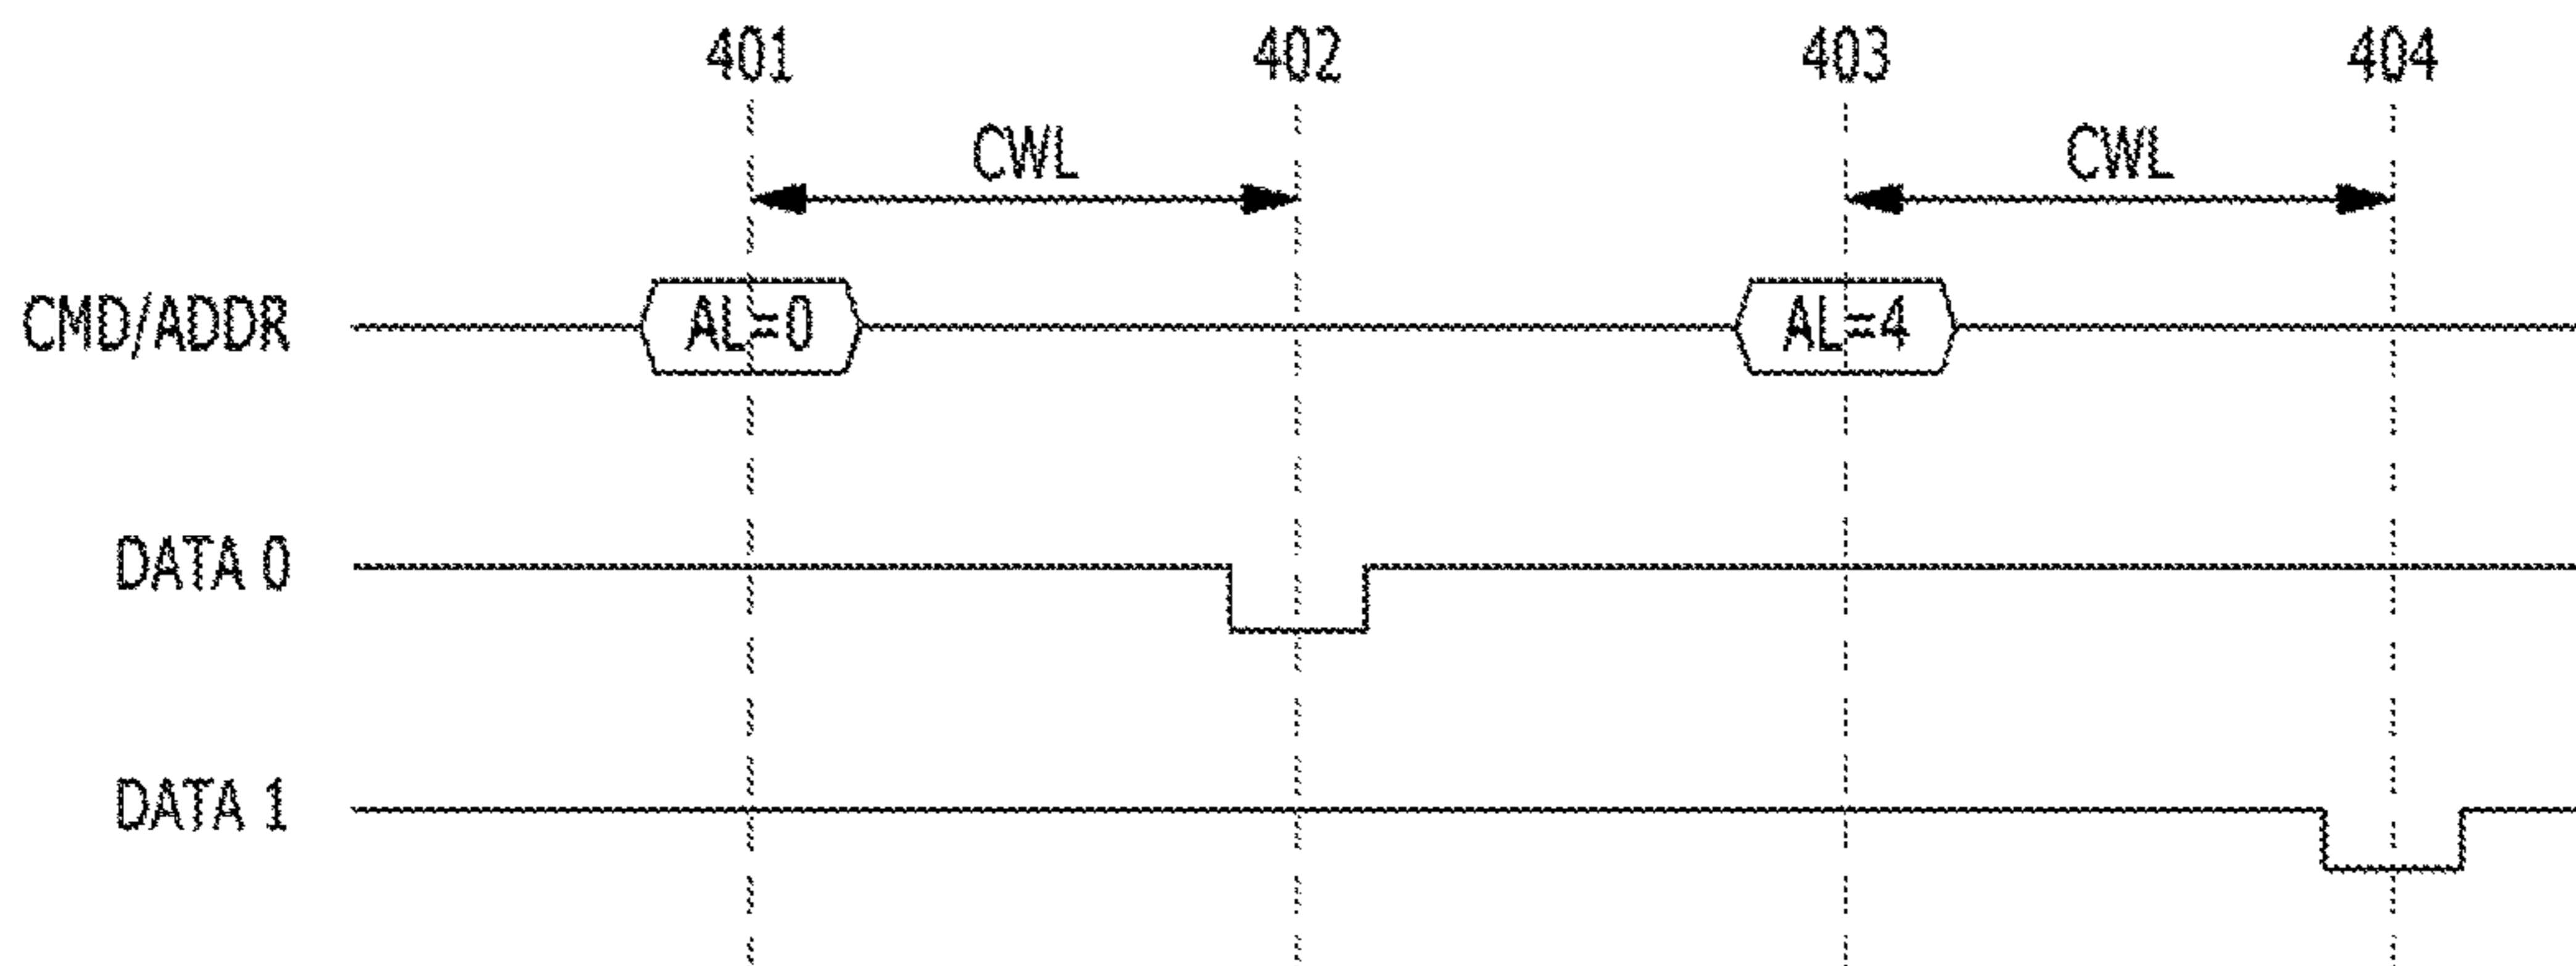 401 402 403 404
CWL CWL
CMD/ADDR AL=0 AL=4
DATA 0
DATA 1